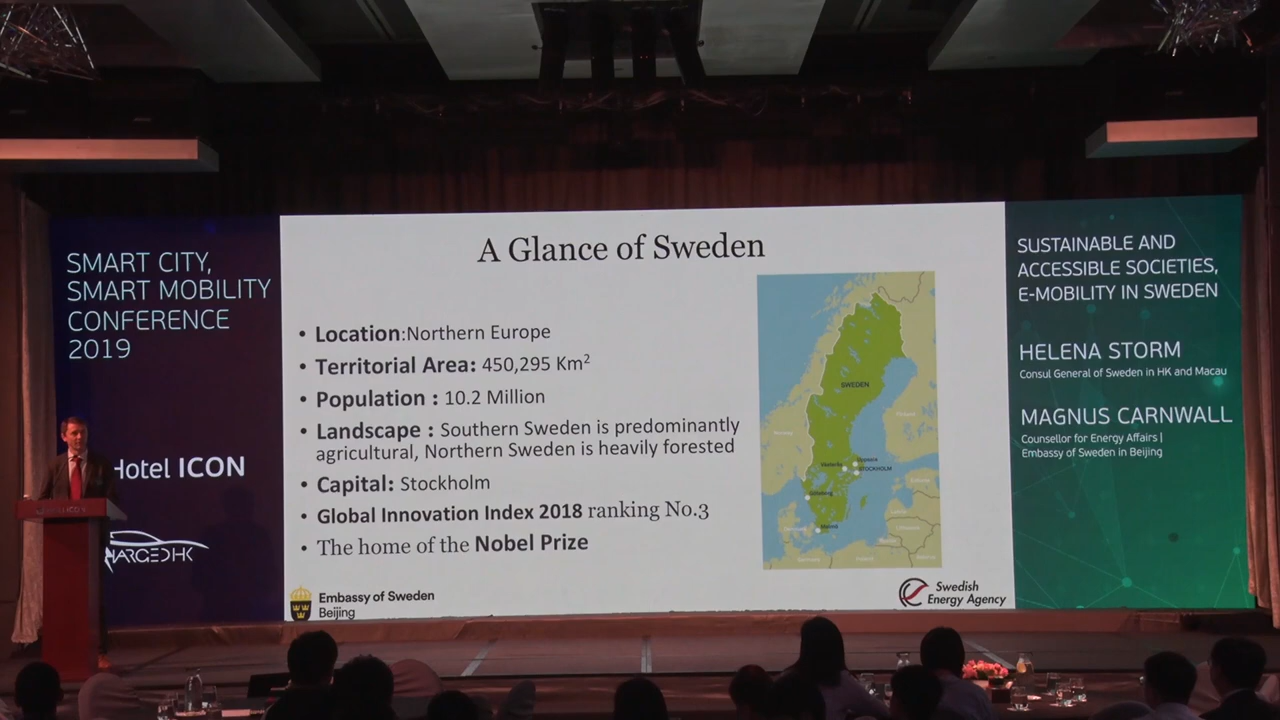 SMART CITY,
SMART MOBILITY
CONFERENCE
2019
Hotel ICON
HARGEDHK
A Glance of Sweden
• Location:Northern Europe
• Territorial Area: 450,295 Km²
• Population : 10.2 Million
• Landscape : Southern Sweden is predominantly
agricultural, Northern Sweden is heavily forested
• Capital: Stockholm
• Global Innovation Index 2018 ranking No.3
• The home of the Nobel Prize
SWEDEN
STOCKHOLM
Embassy of Sweden
Beijing
Swedish
Energy Agency
SUSTAINABLE AND
ACCESSIBLE SOCIETIES,
E-MOBILITY IN SWEDEN
HELENA STORM
Consul General of Sweden in HK and Macau
MAGNUS CARNWALL
Counsellor for Energy Affairs |
Embassy of Sweden in Beijing